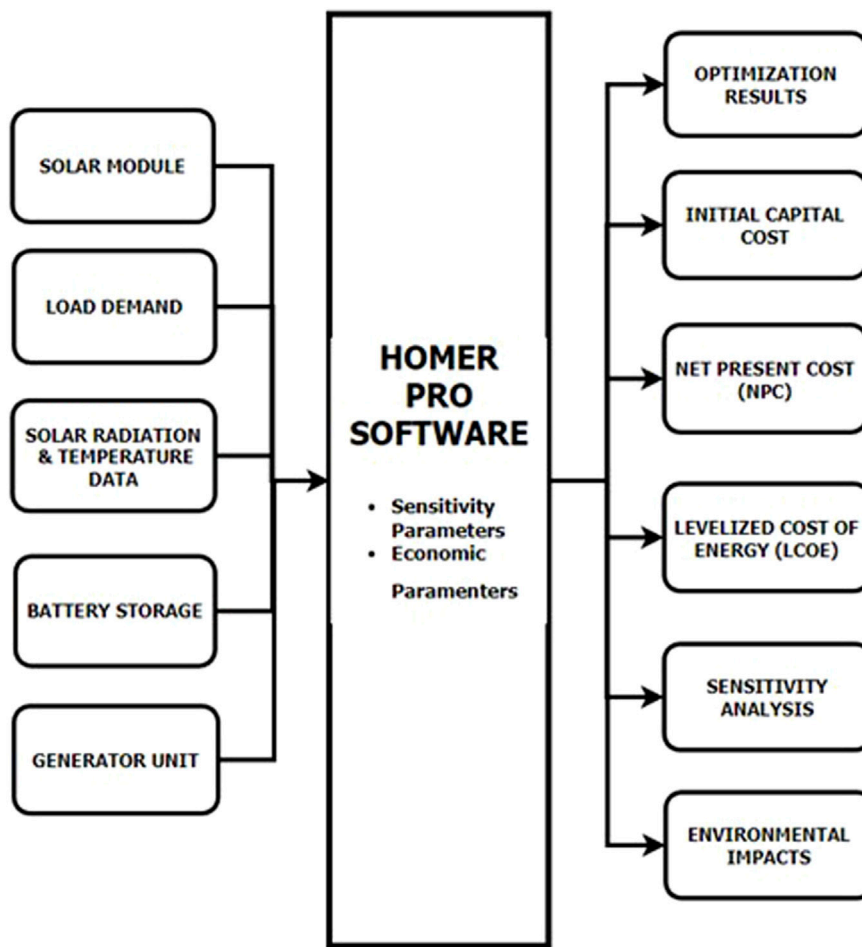 SOLAR MODULE
LOAD DEMAND
SOLAR RADIATION
& TEMPERATURE
DATA
BATTERY STORAGE
GENERATOR UNIT
HOMER
PRO
SOFTWARE
• Sensitivity
Parameters
• Economic
Paramenters
OPTIMIZATION
RESULTS
INITIAL CAPITAL
COST
NET PRESENT COST
(NPC)
LEVELIZED COST OF
ENERGY (LCOE)
SENSITIVITY
ANALYSIS
ENVIRONMENTAL
IMPACTS